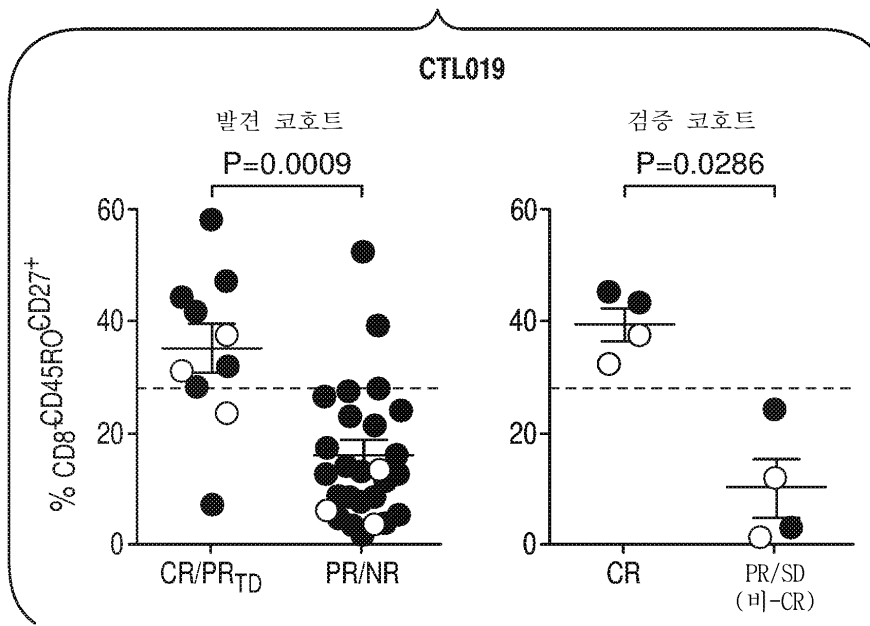 CTL019
발견 코호트
P=0.0009
% CD8+CD45RO-CD27+
60
40
20
0
CR/PRTD
PR/NR
검증 코호트
P=0.0286
60
40
20
0
CR
PR/SD
(비-CR)